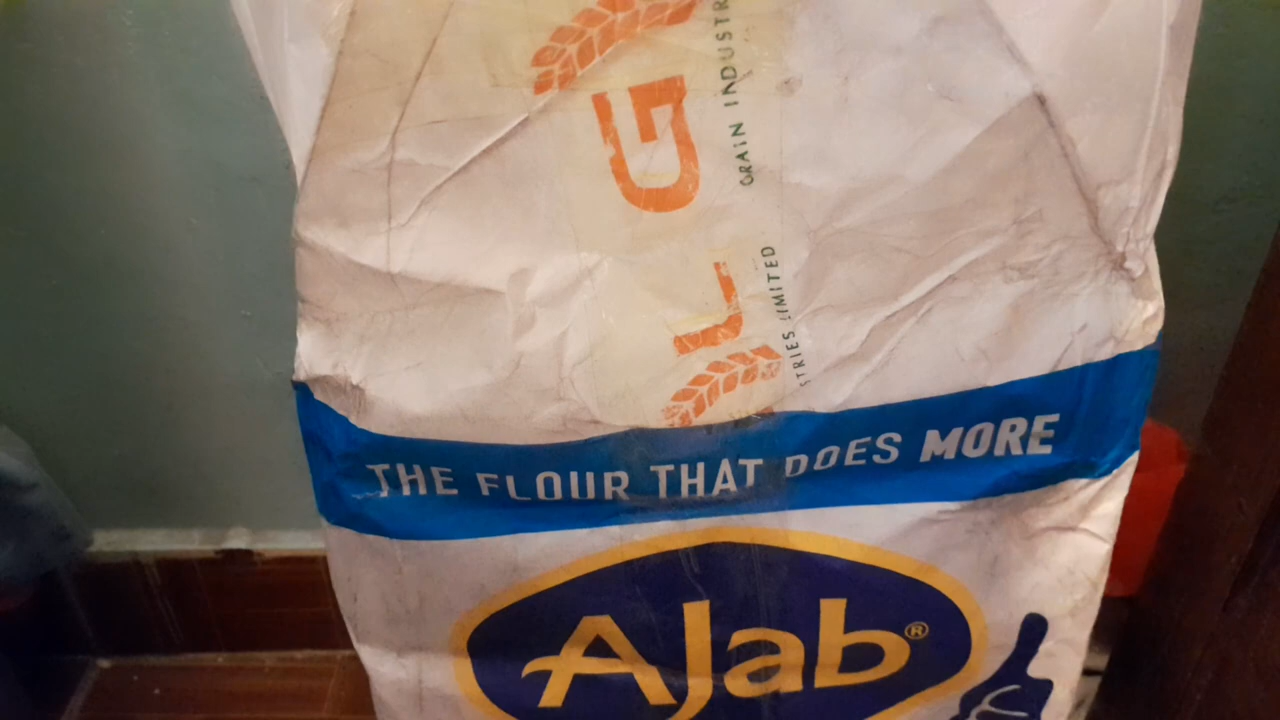 G
GRAIN INDUSTR
L
STRIES LIMITED
THE FLOUR THAT DOES MORE
Ajab®